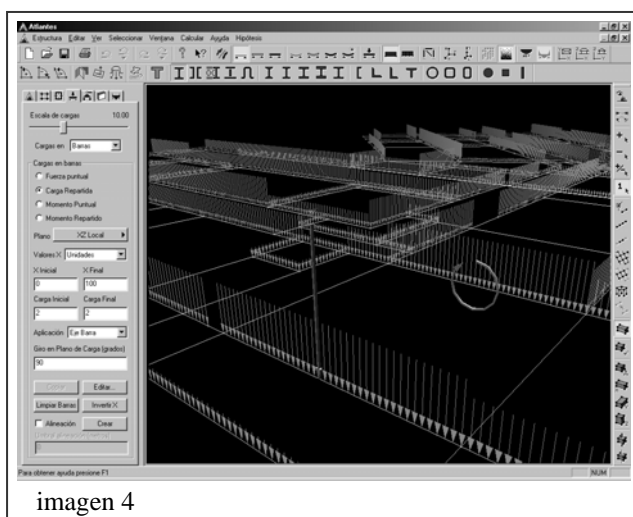 Atlantes
Estructura Editar Ver Seleccionar Ventana Calcular Ayuda Hipótesis
Escala de cargas 10.00
Cargas en Barras
Cargas en barras
Fuerza puntual
Carga Repartida
Momento Puntual
Momento Repartido
Plano XZ Local
Valores X Unidades
X Inicial X Final
0 100
Carga Inicial Carga Final
2 2
Aplicación Eje Barra
Giro en Plano de Carga (grados)
90
Editar...
Limpiar Barras Invertir X
Alineación Crear
Para obtener ayuda presione F1
NUM
imagen 4